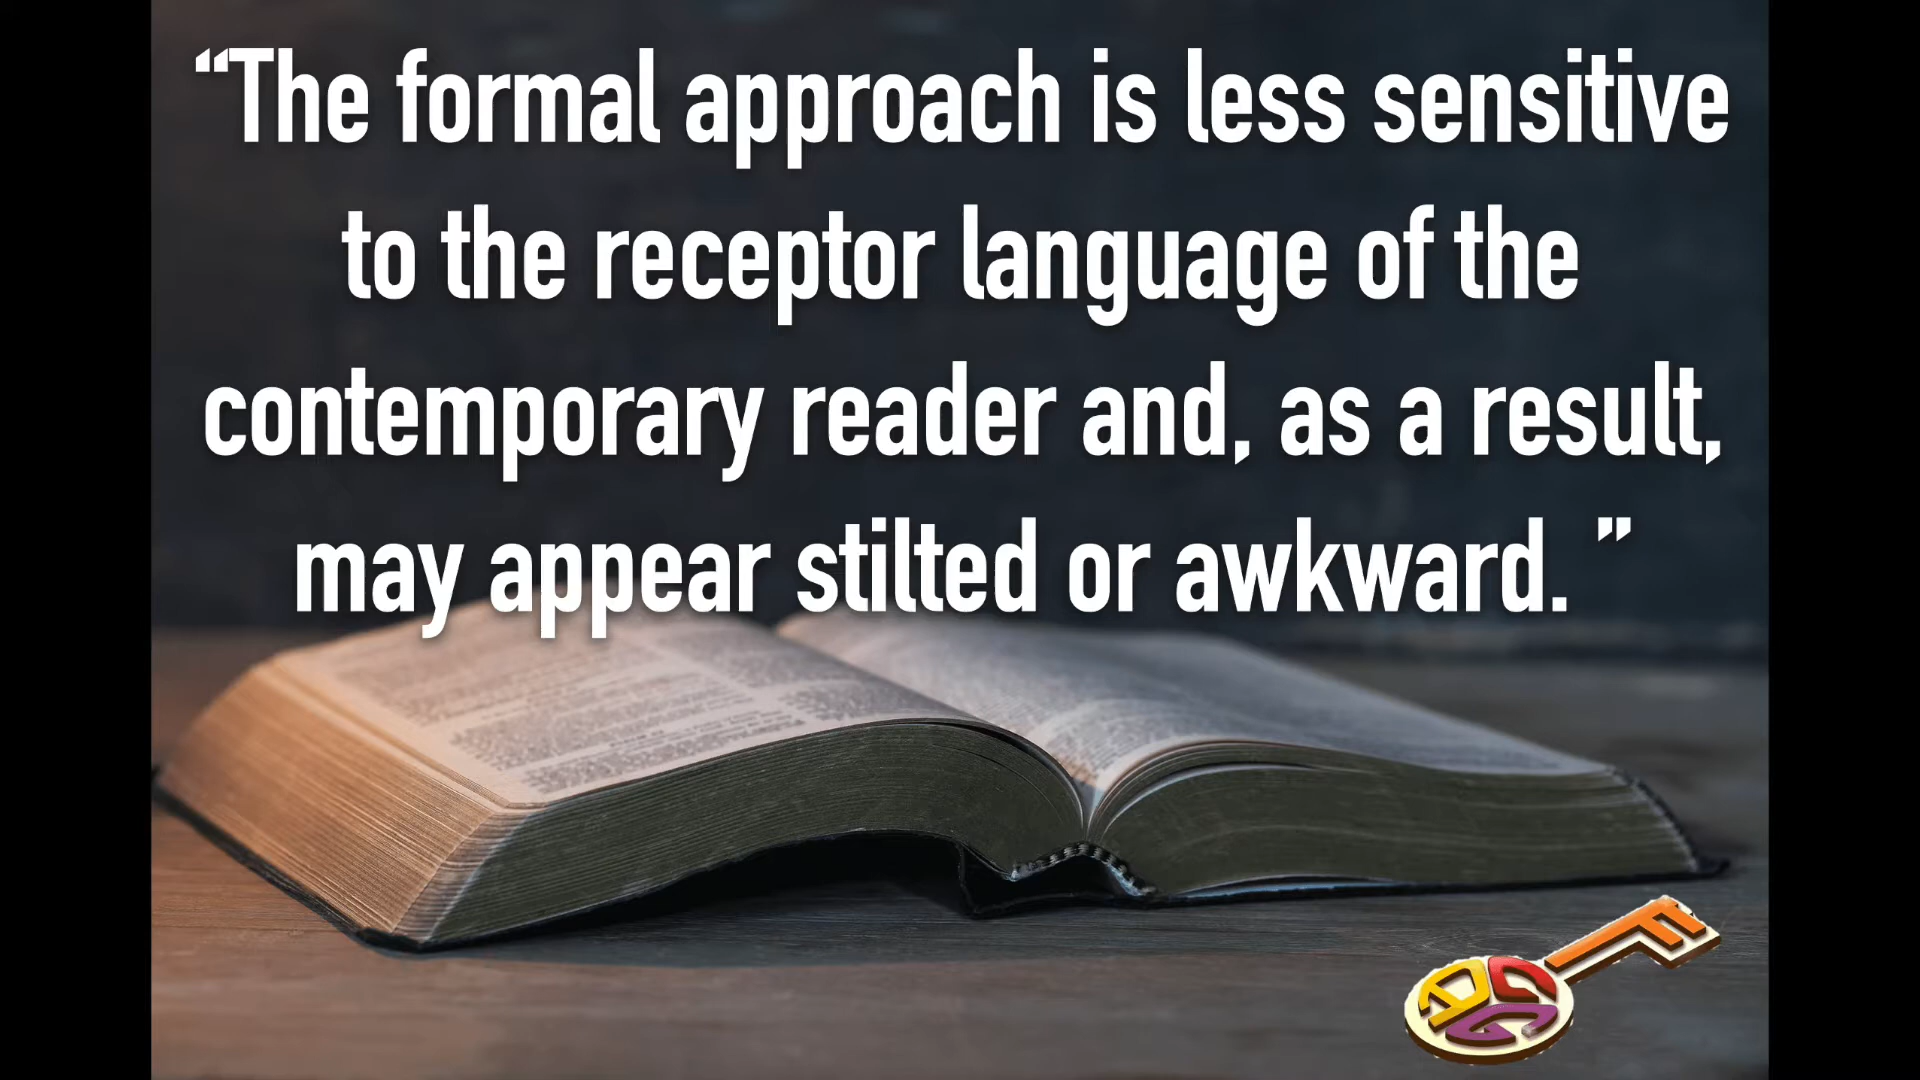 “The formal approach is less sensitive
to the receptor language of the
contemporary reader and, as a result,
may appear stilted or awkward. ”